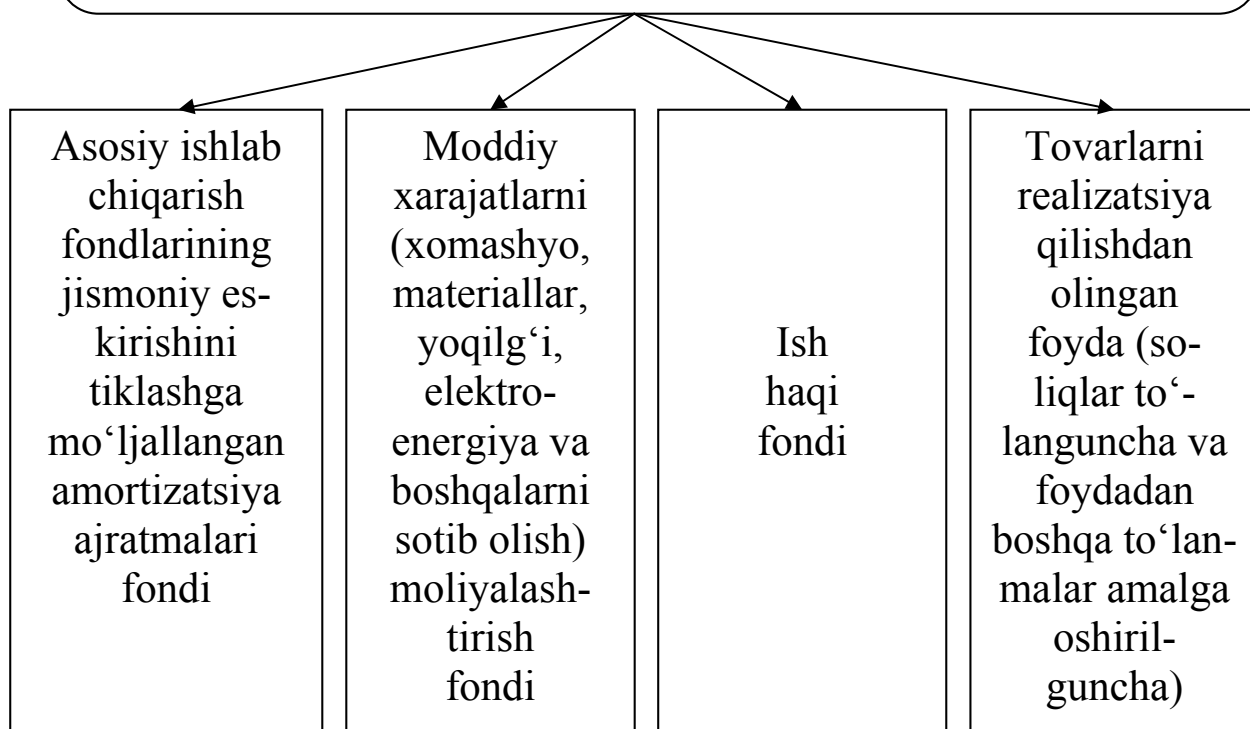 Asosiy ishlab
chiqarish
fondlarining
jismoniy es-
kirishini
tiklashga
mo‘ljallangan
amortizatsiya
ajratmalari
fondi
Moddiy
xarajatlarni
(xomashyo,
materiallar,
yoqilg‘i,
elektro-
energiya va
boshqalarni
sotib olish)
moliyalash-
tirish
fondi
Ish
haqi
fondi
Tovarlarni
realizatsiya
qilishdan
olingan
foyda (so-
liqlar to‘-
languncha va
foydadan
boshqa to‘lan-
malar amalga
oshiril-
guncha)